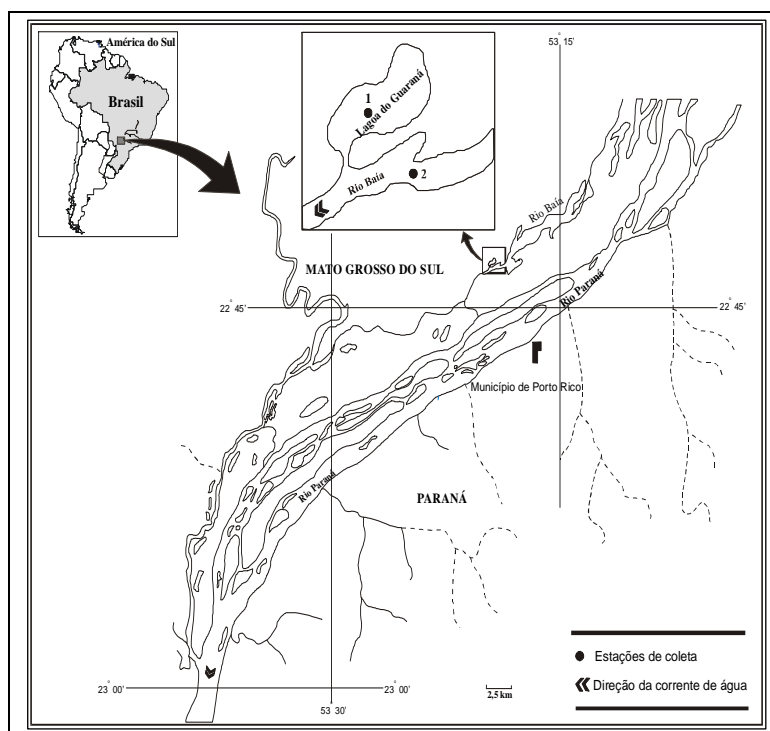 América do Sul
Brasil
53° 15'
1
Lagoa do Guaraná
Rio Baía
2
Rio Baía
MATO GROSSO DO SUL
Rio Paraná
22° 45'
22° 45'
Município de Porto Rico
Rio Paraná
PARANÁ
Estações de coleta
Direção da corrente de água
23° 00'
23° 00'
2,5 km
53° 30'